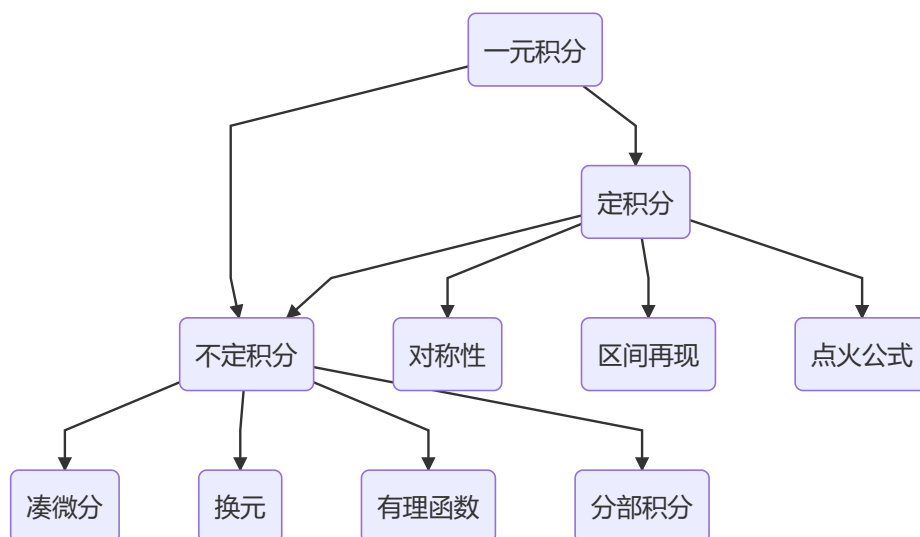 一元积分
定积分
不定积分
对称性
区间再现
点火公式
凑微分
换元
有理函数
分部积分